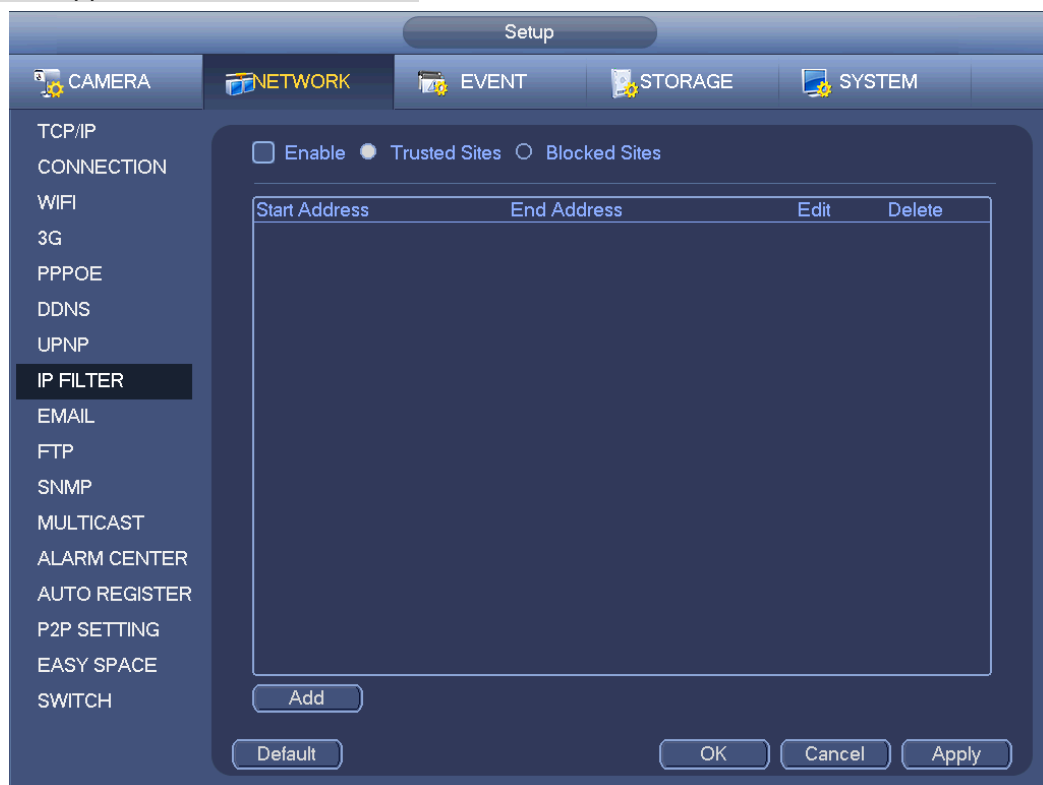 Setup
CAMERA NETWORK EVENT STORAGE SYSTEM
TCP/IP
CONNECTION
WIFI
3G
PPPOE
DDNS
UPNP
IP FILTER
EMAIL
FTP
SNMP
MULTICAST
ALARM CENTER
AUTO REGISTER
P2P SETTING
EASY SPACE
SWITCH
Enable Trusted Sites Blocked Sites
Start Address End Address Edit Delete
Add
Default OK Cancel Apply